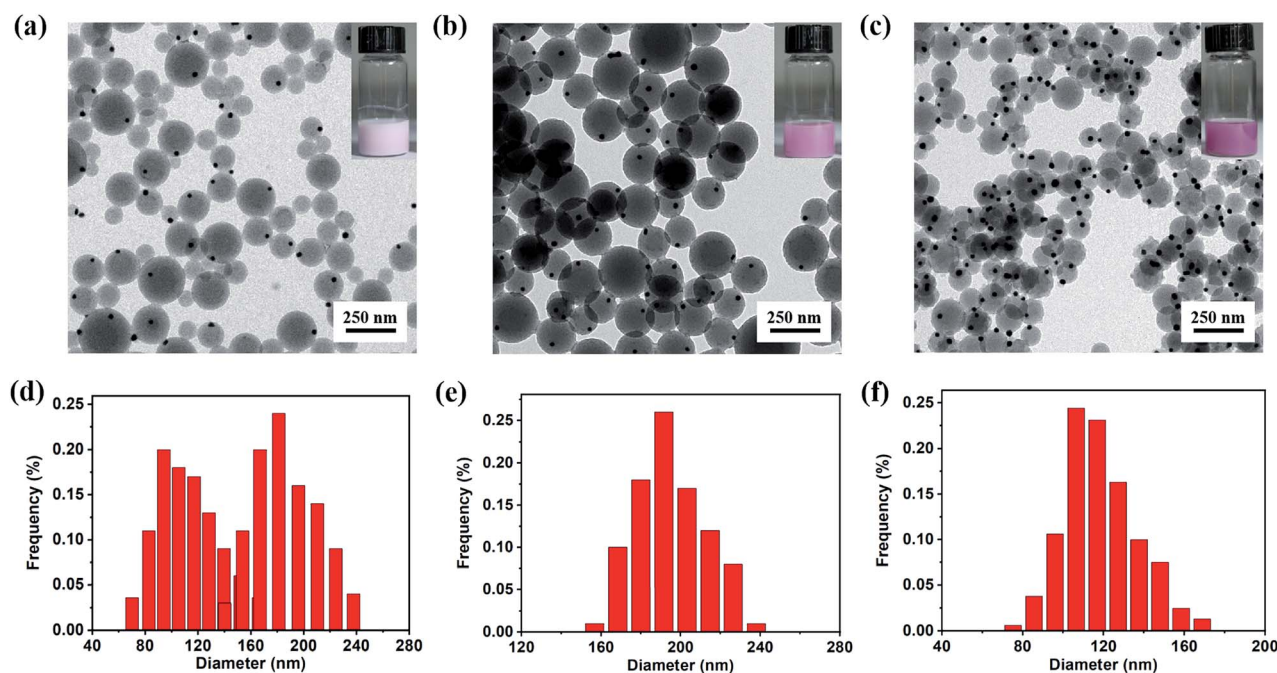 (a)
(b)
(c)
250 nm
250 nm
250 nm
(d)
(e)
(f)
0.25
0.20
0.15
0.10
0.05
0.00
Frequency (%)
40 80 120 160 200 240 280
Diameter (nm)
0.25
0.20
0.15
0.10
0.05
0.00
Frequency (%)
120 160 200 240 280
Diameter (nm)
0.25
0.20
0.15
0.10
0.05
0.00
Frequency (%)
40 80 120 160 200
Diameter (nm)